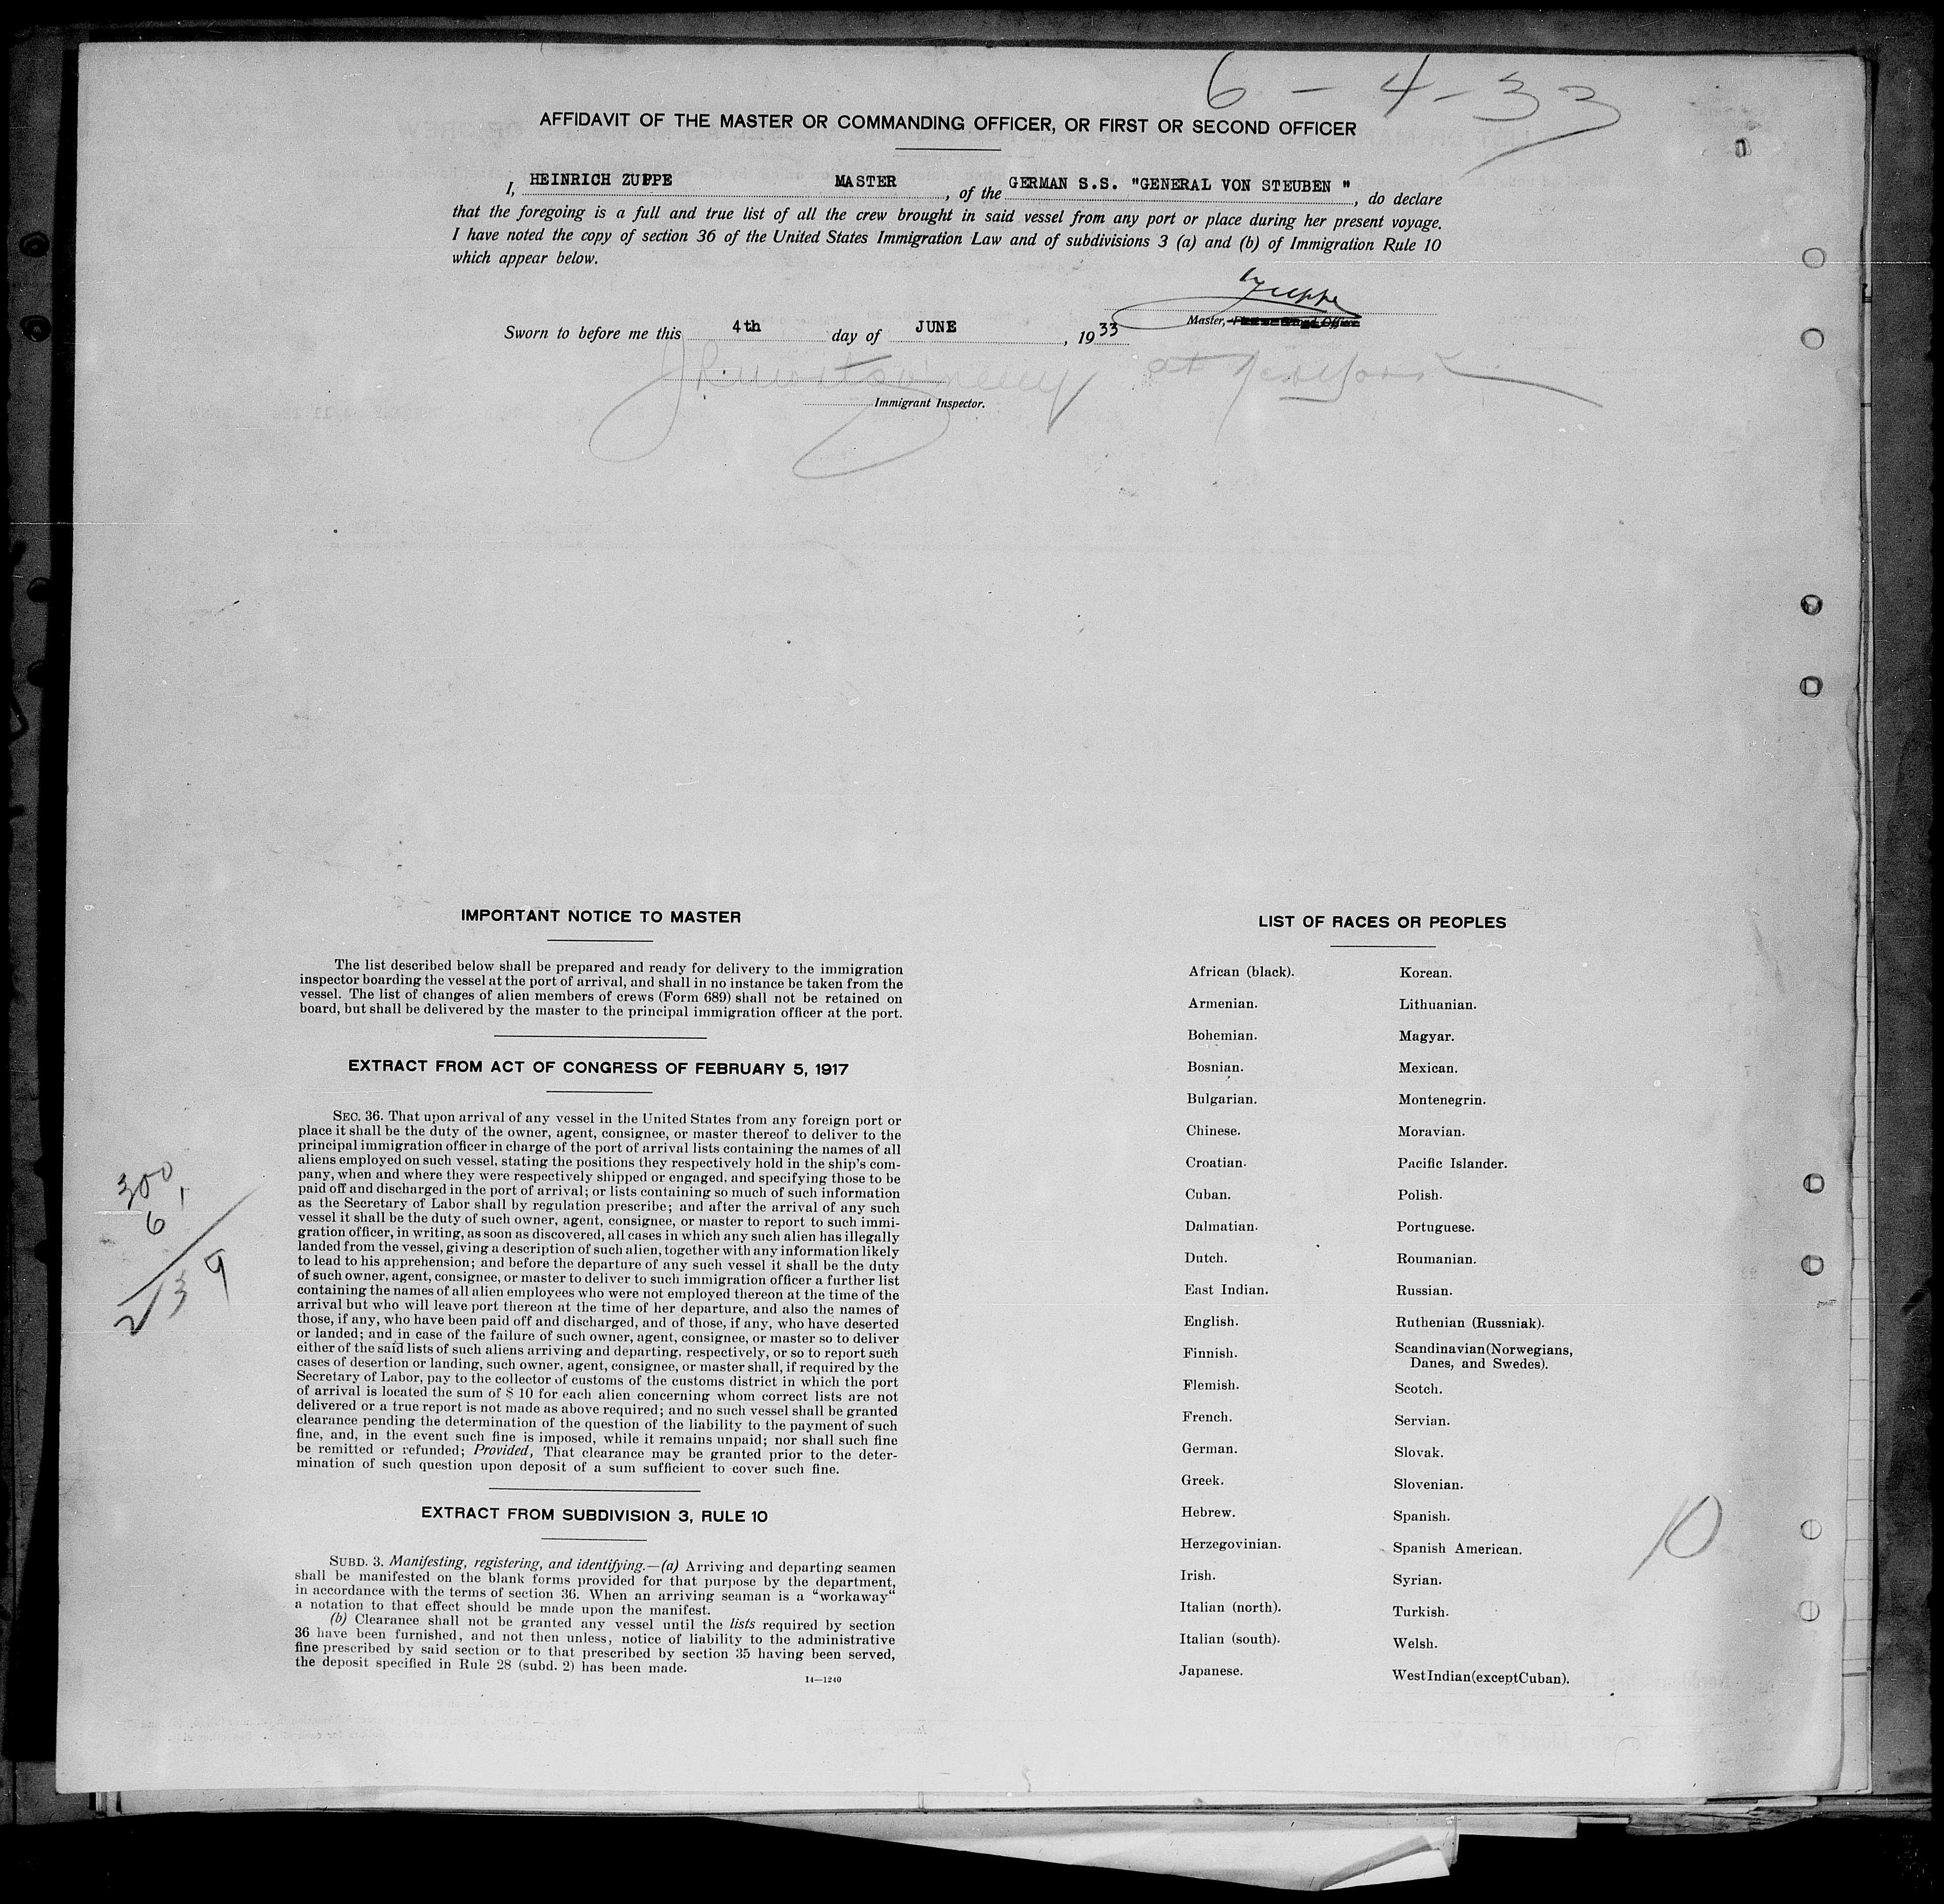 6 - 4 - 33
AFFIDAVIT OF THE MASTER OR COMMANDING OFFICER, OR FIRST OR SECOND OFFICER
I, HEINRICH ZUPPE MASTER, of the GERMAN S.S. "GENERAL VON STEUBEN ", do declare
that the foregoing is a full and true list of all the crew brought in said vessel from any port or place during her present voyage.
I have noted the copy of section 36 of the United States Immigration Law and of subdivisions 3 (a) and (b) of Immigration Rule 10
which appear below.
Zuppe
Master,
Sworn to before me this 4th day of JUNE, 1933
at
Immigrant Inspector.
IMPORTANT NOTICE TO MASTER
The list described below shall be prepared and ready for delivery to the immigration
inspector boarding the vessel at the port of arrival, and shall in no instance be taken from the
vessel. The list of changes of alien members of crews (Form 689) shall not be retained on
board, but shall be delivered by the master to the principal immigration officer at the port.
EXTRACT FROM ACT OF CONGRESS OF FEBRUARY 5, 1917
SEC. 36. That upon arrival of any vessel in the United States from any foreign port or
place it shall be the duty of the owner, agent, consignee, or master thereof to deliver to the
principal immigration officer in charge of the port of arrival lists containing the names of all
aliens employed on such vessel, stating the positions they respectively hold in the ship's com-
pany, when and where they were respectively shipped or engaged, and specifying those to be
paid off and discharged in the port of arrival; or lists containing so much of such information
as the Secretary of Labor shall by regulation prescribe; and after the arrival of any such
vessel it shall be the duty of such owner, agent, consignee, or master to report to such immi-
gration officer, in writing, as soon as discovered, all cases in which any such alien has illegally
landed from the vessel, giving a description of such alien, together with any information likely
to lead to his apprehension; and before the departure of any such vessel it shall be the duty
of such owner, agent, consignee, or master to deliver to such immigration officer a further list
containing the names of all alien employees who were not employed thereon at the time of the
arrival but who will leave port thereon at the time of her departure, and also the names of
those, if any, who have been paid off and discharged, and of those, if any, who have deserted
or landed; and in case of the failure of such owner, agent, consignee, or master so to deliver
either of the said lists of such aliens arriving and departing, respectively, or so to report such
cases of desertion or landing, such owner, agent, consignee, or master shall, if required by the
Secretary of Labor, pay to the collector of customs of the customs district in which the port
of arrival is located the sum of $ 10 for each alien concerning whom correct lists are not
delivered or a true report is not made as above required; and no such vessel shall be granted
clearance pending the determination of the question of the liability to the payment of such
fine, and, in the event such fine is imposed, while it remains unpaid; nor shall such fine
be remitted or refunded; Provided, That clearance may be granted prior to the deter-
mination of such question upon deposit of a sum sufficient to cover such fine.
EXTRACT FROM SUBDIVISION 3, RULE 10
SUBD. 3. Manifesting, registering, and identifying.—(a) Arriving and departing seamen
shall be manifested on the blank forms provided for that purpose by the department,
in accordance with the terms of section 36. When an arriving seaman is a “workaway“
a notation to that effect should be made upon the manifest.
(b) Clearance shall not be granted any vessel until the lists required by section
36 have been furnished, and not then unless, notice of liability to the administrative
fine prescribed by said section or to that prescribed by section 35 having been served,
the deposit specified in Rule 28 (subd. 2) has been made.
14—1240
300
61
239
LIST OF RACES OR PEOPLES
African (black).
Armenian.
Bohemian.
Bosnian.
Bulgarian.
Chinese.
Croatian.
Cuban.
Dalmatian.
Dutch.
East Indian.
English.
Finnish.
Flemish.
French.
German.
Greek.
Hebrew.
Herzegovinian.
Irish.
Italian (north).
Italian (south).
Japanese.
Korean.
Lithuanian.
Magyar.
Mexican.
Montenegrin.
Moravian.
Pacific Islander.
Polish.
Portuguese.
Roumanian.
Russian.
Ruthenian (Russniak).
Scandinavian(Norwegians,
Danes, and Swedes).
Scotch.
Servian.
Slovak.
Slovenian.
Spanish.
Spanish American.
Syrian.
Turkish.
Welsh.
West Indian(except Cuban).
10